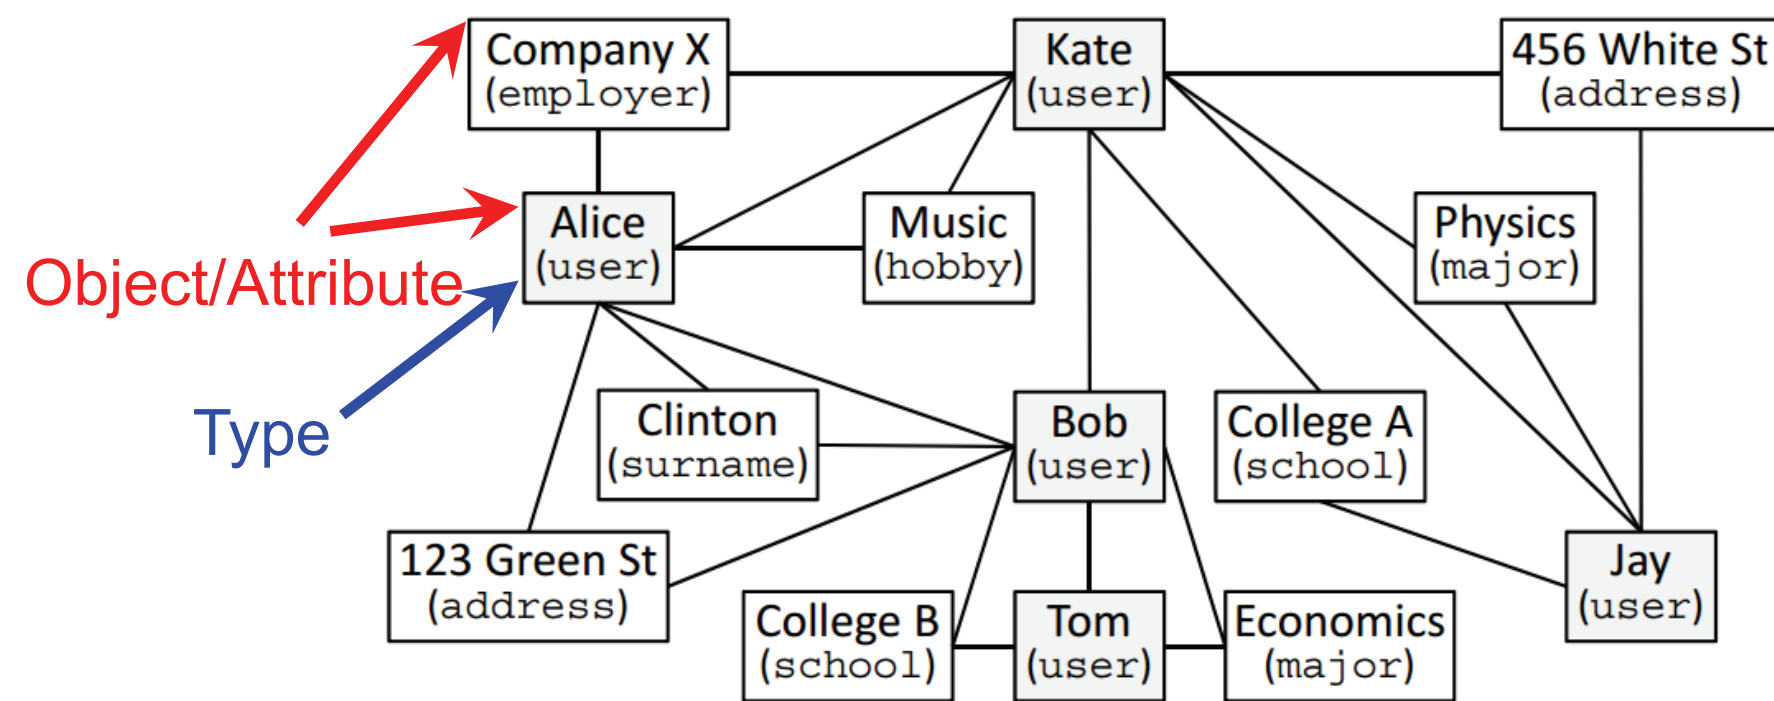 Company X
(employer)
Kate
(user)
456 White St
(address)
Alice
(user)
Music
(hobby)
Physics
(major)
Object/Attribute
Type
Clinton
(surname)
Bob
(user)
College A
(school)
123 Green St
(address)
College B
(school)
Tom
(user)
Economics
(major)
Jay
(user)